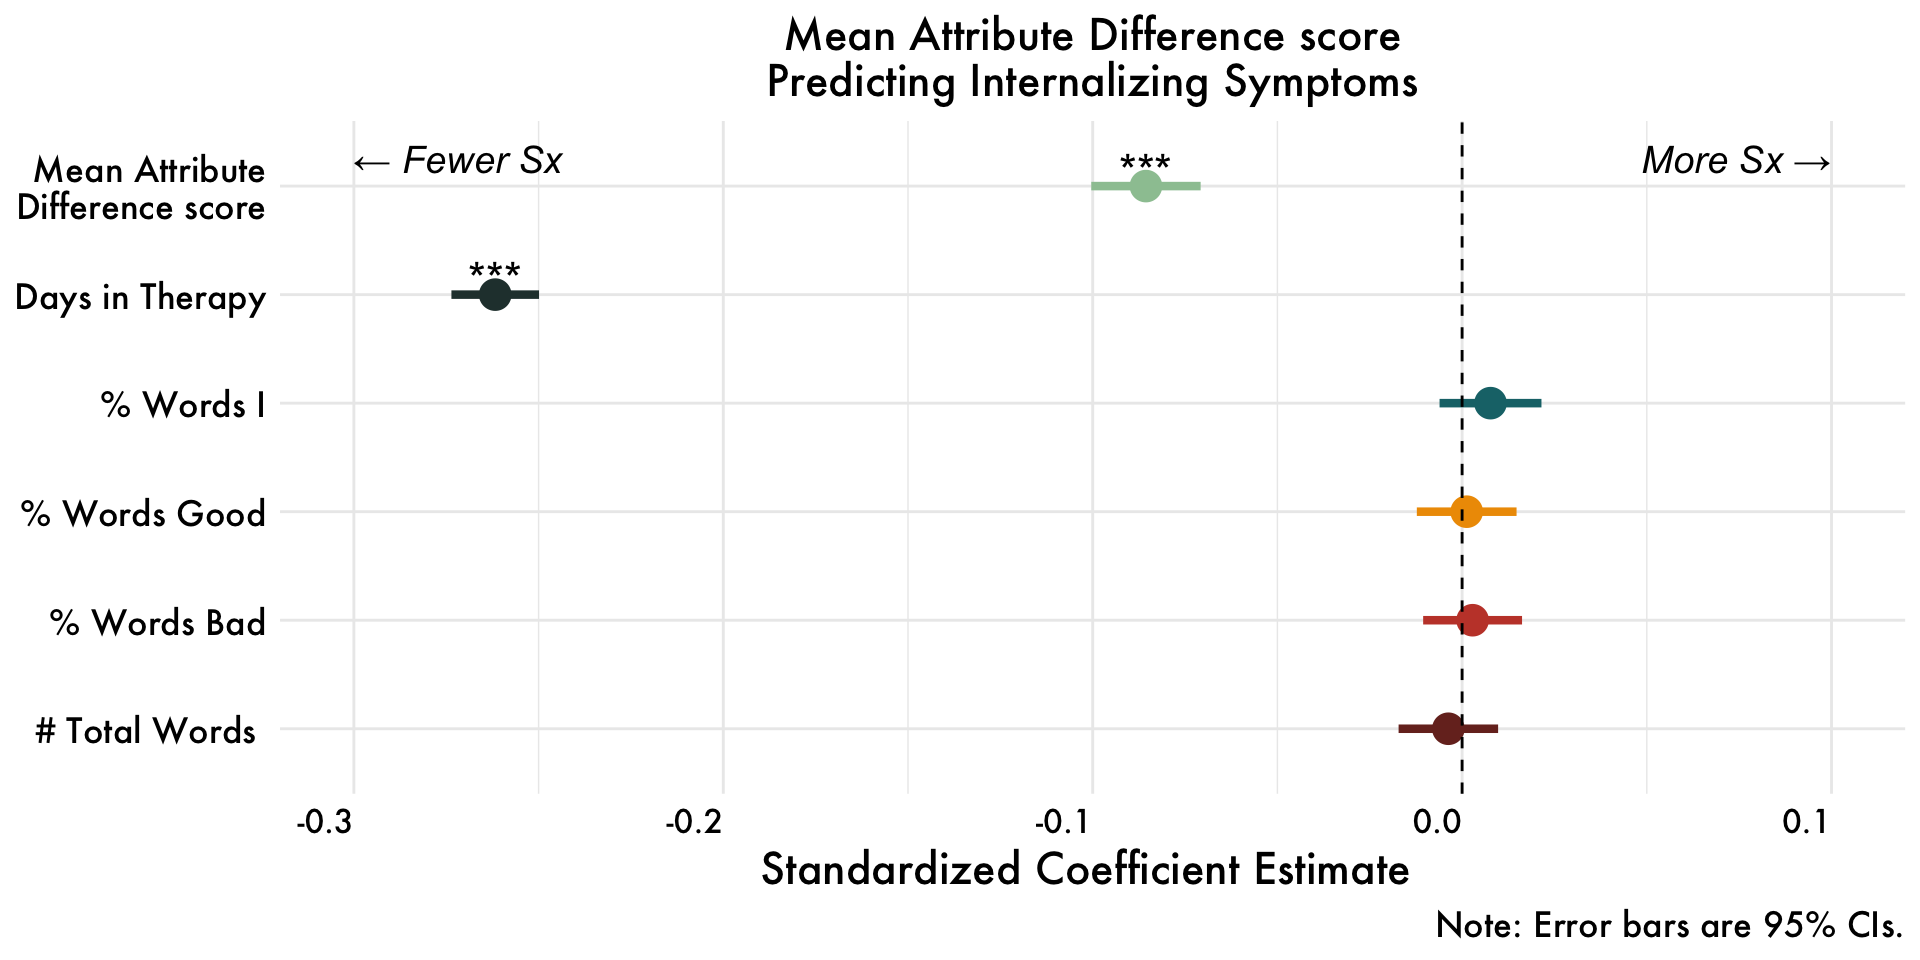 Mean Attribute Difference score
Predicting Internalizing Symptoms
← Fewer Sx
***
More Sx →
Mean Attribute
Difference score
***
Days in Therapy
% Words I
% Words Good
% Words Bad
# Total Words
-0.3 -0.2 -0.1 0.0 0.1
Standardized Coefficient Estimate
Note: Error bars are 95% CIs.